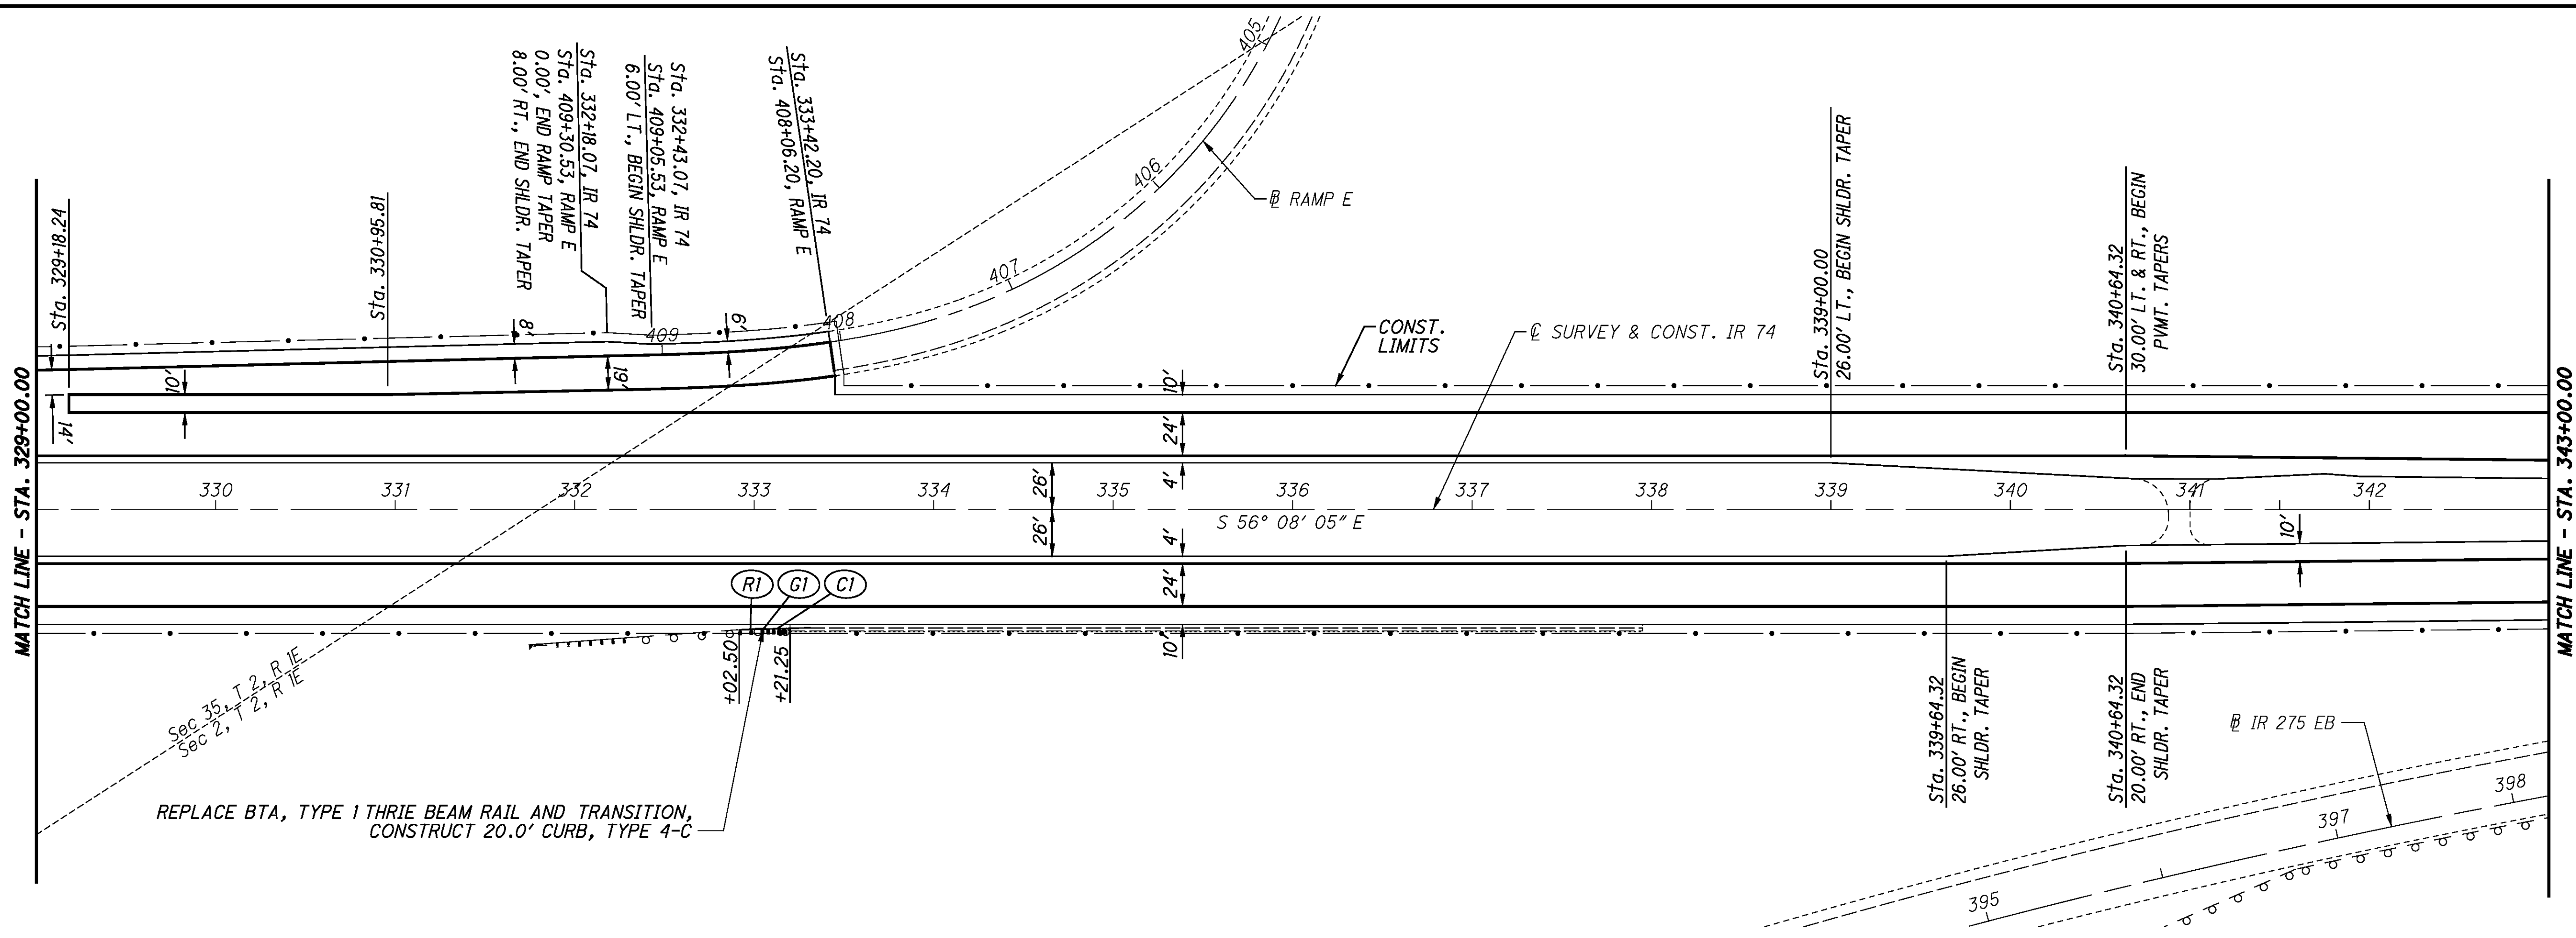 MATCH LINE - STA. 329+00.00
Sta. 329+18.24
Sta. 330+95.81
Sta. 332+18.07, IR 74
Sta. 409+30.53, RAMP E
0.00' END RAMP TAPER
8.00' RT., END SHLDR. TAPER
Sta. 332+43.07, IR 74
Sta. 409+05.53, RAMP E
6.00' LT., BEGIN SHLDR. TAPER
Sta. 333+42.20, IR 74
Sta. 408+06.20, RAMP E
405
406
407
408
409
℄ RAMP E
8'
6'
19'
10'
14'
CONST.
LIMITS
℄ SURVEY & CONST. IR 74
Sta. 339+00.00
26.00' LT., BEGIN SHLDR. TAPER
Sta. 340+64.32
30.00' LT. & RT., BEGIN
PVMT. TAPERS
10'
24'
4'
26'
330
331
332
333
334
335
336
337
338
339
340
341
342
S 56° 08' 05" E
26'
4'
24'
10'
10'
R1
G1
C1
+02.50
+21.25
Sec 35, T 2, R 1E
Sec 2, T 2, R 1E
REPLACE BTA, TYPE 1 THRIE BEAM RAIL AND TRANSITION,
CONSTRUCT 20.0' CURB, TYPE 4-C
Sta. 339+64.32
26.00' RT., BEGIN
SHLDR. TAPER
Sta. 340+64.32
20.00' RT., END
SHLDR. TAPER
℄ IR 275 EB
395
397
398
MATCH LINE - STA. 343+00.00